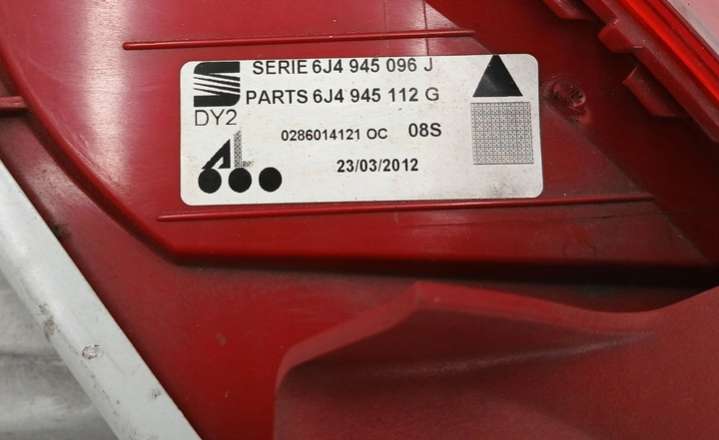 SERIE 6J4 945 096 J
PARTS 6J4 945 112 G
DY2
0286014121 OC 08S
23/03/2012